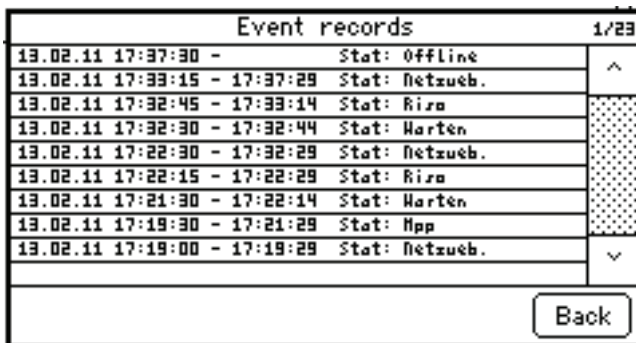 Event records 1/23
13.02.11 17:37:30 - Stat: Offline
13.02.11 17:33:15 - 17:37:29 Stat: Netzueb.
13.02.11 17:32:45 - 17:33:14 Stat: Riso
13.02.11 17:32:30 - 17:32:44 Stat: Warten
13.02.11 17:22:30 - 17:32:29 Stat: Netzueb.
13.02.11 17:22:15 - 17:22:29 Stat: Riso
13.02.11 17:21:30 - 17:22:14 Stat: Warten
13.02.11 17:19:30 - 17:21:29 Stat: Mpp
13.02.11 17:19:00 - 17:19:29 Stat: Netzueb.
Back